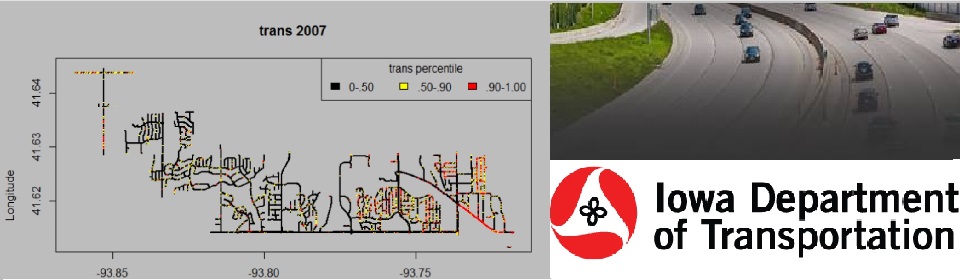 trans 2007
trans percentile
0-.50
.50-.90
.90-1.00
41.64
41.63
41.62
Longitude
-93.85
-93.80
-93.75
Iowa Department
of Transportation